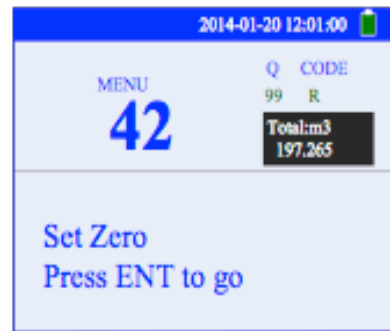 2014-01-20 12:01:00
MENU
42
Q CODE
99 R
Total:m3
197.265
Set Zero
Press ENT to go